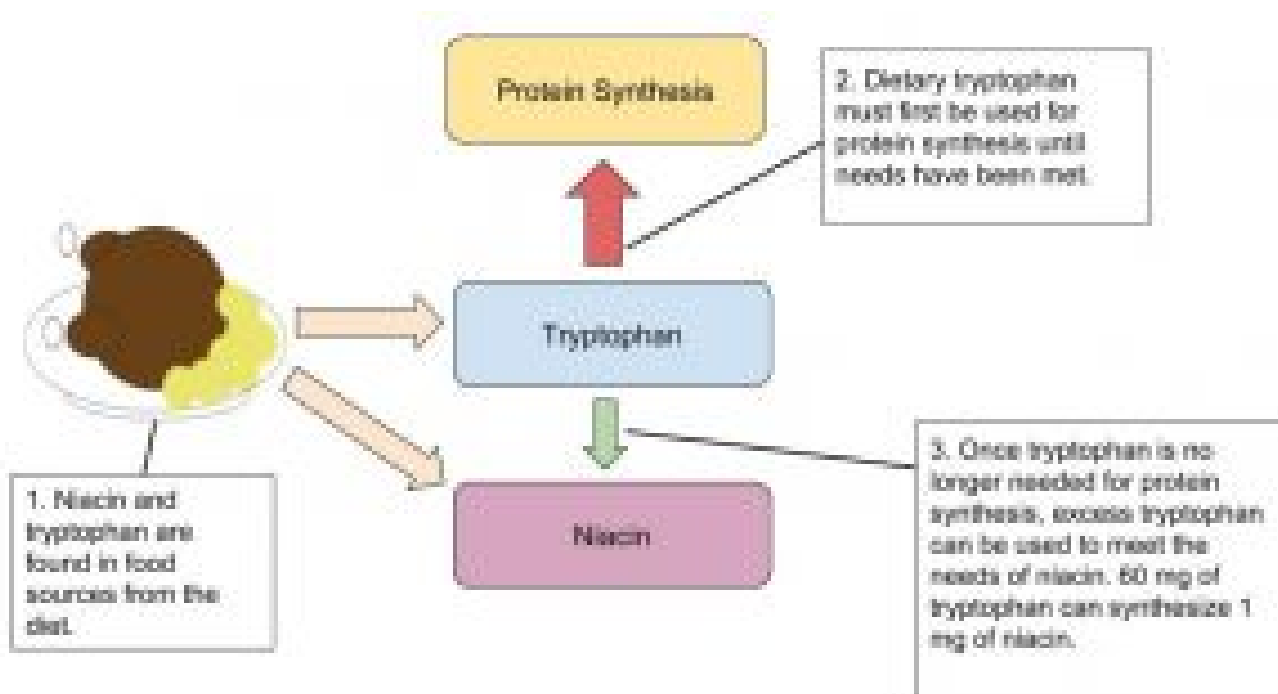 Protein Synthesis
2. Dietary tryptophan
must first be used for
protein synthesis until
needs have been met.
Tryptophan
1. Niacin and
tryptophan are
found in food
sources from the
diet.
Niacin
3. Once tryptophan is no
longer needed for protein
synthesis, excess tryptophan
can be used to meet the
needs of niacin. 60 mg of
tryptophan can synthesize 1
mg of niacin.